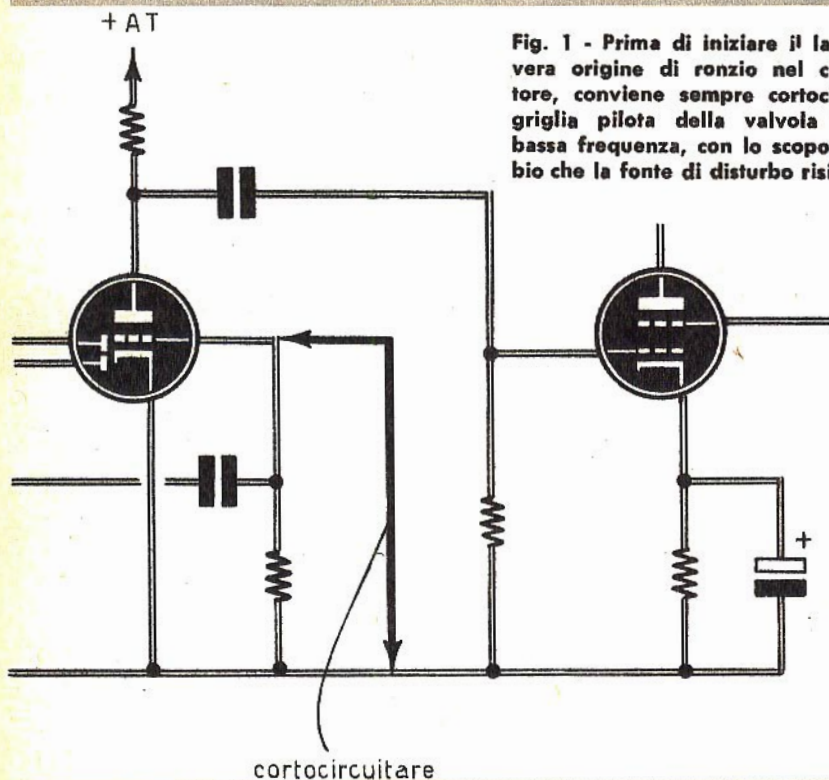 + AT
Fig. 1 - Prima di iniziare il la
vera origine di ronzio nel c
tore, conviene sempre cortoc
griglia pilota della valvola
bassa frequenza, con lo scopo
bio che la fonte di disturbo risi
+
cortocircuitare